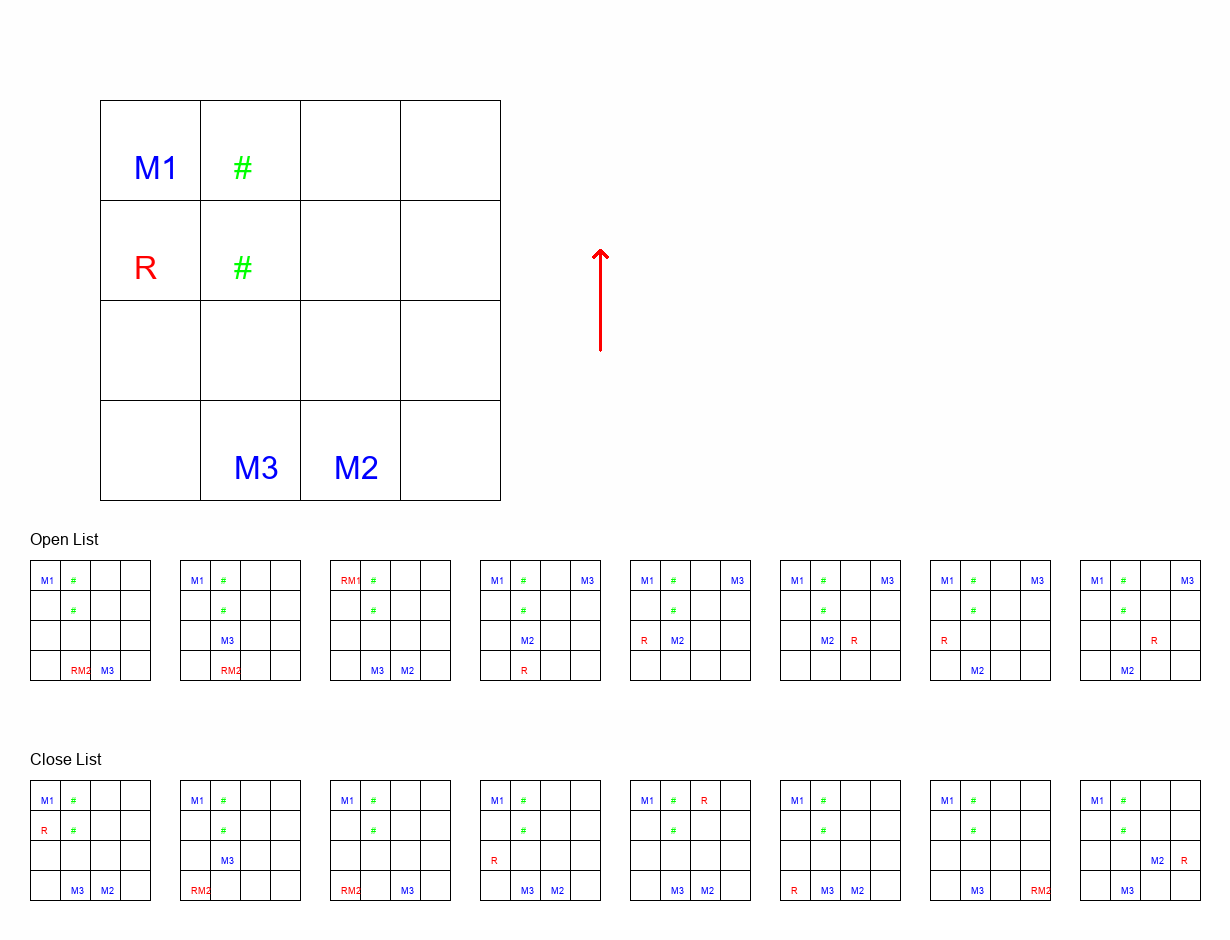 M1 #
R #
M3 M2
Open List
M1 # M1 # RM1 # M1 # M3 M1 # M3 M1 # M3 M1 # M3 M1 # M3
# # # # # # # #
M3 M2 R M2 M2 R R R
RM2 M3 RM2 M3 M2 R M2 M2
Close List
M1 # M1 # M1 # M1 # M1 # R M1 # M1 # M1 #
R # # # # # # # #
M3 R M2 R
M3 M2 RM2 RM2 M3 M3 M2 M3 M2 R M3 M2 M3 RM2 M3